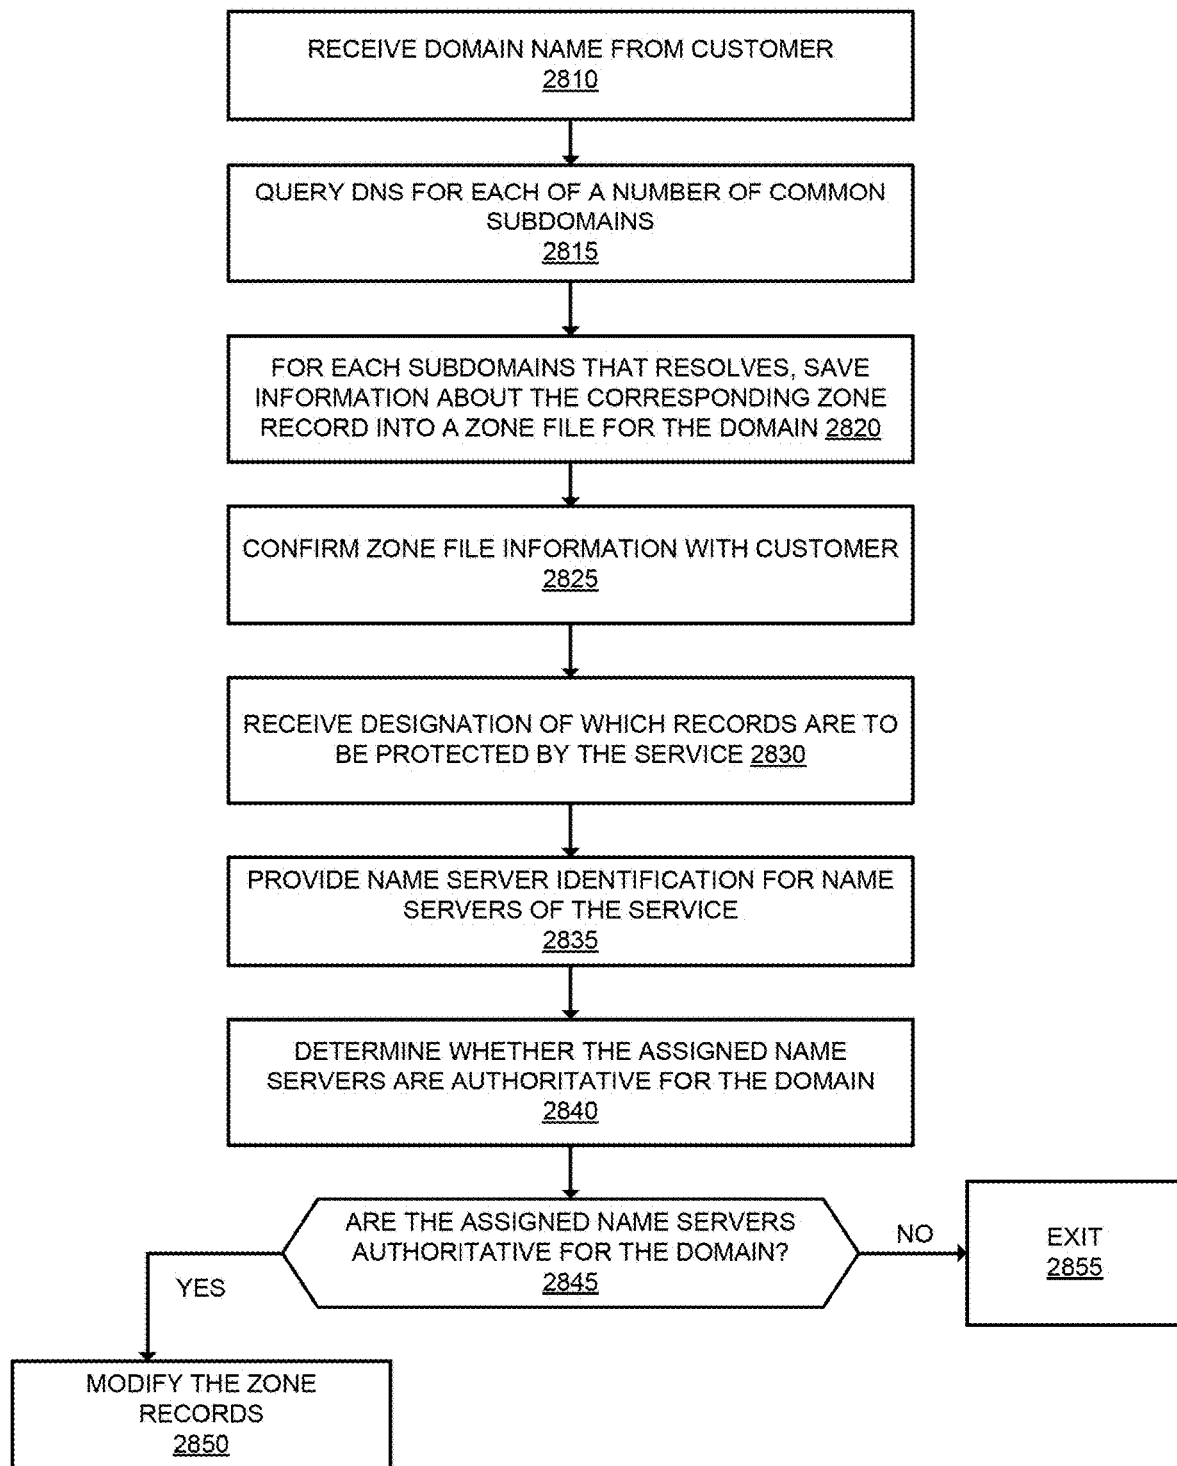 RECEIVE DOMAIN NAME FROM CUSTOMER
2810
QUERY DNS FOR EACH OF A NUMBER OF COMMON
SUBDOMAINS
2815
FOR EACH SUBDOMAINS THAT RESOLVES, SAVE
INFORMATION ABOUT THE CORRESPONDING ZONE
RECORD INTO A ZONE FILE FOR THE DOMAIN 2820
CONFIRM ZONE FILE INFORMATION WITH CUSTOMER
2825
RECEIVE DESIGNATION OF WHICH RECORDS ARE TO
BE PROTECTED BY THE SERVICE 2830
PROVIDE NAME SERVER IDENTIFICATION FOR NAME
SERVERS OF THE SERVICE
2835
DETERMINE WHETHER THE ASSIGNED NAME
SERVERS ARE AUTHORITATIVE FOR THE DOMAIN
2840
ARE THE ASSIGNED NAME SERVERS
AUTHORITATIVE FOR THE DOMAIN?
2845
NO
EXIT
2855
YES
MODIFY THE ZONE
RECORDS
2850